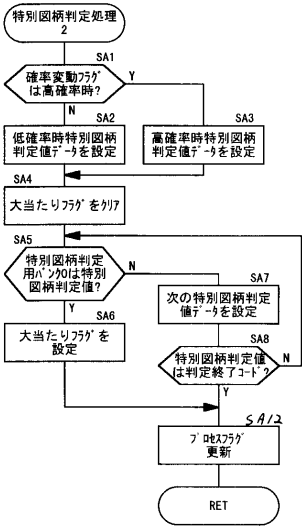 特別図柄判定処理
2
SA1
確率変動フラグ
は高確率時?
Y
N
SA2
低確率時特別図柄
判定値データを設定
SA3
高確率時特別図柄
判定値データを設定
SA4
大当たりフラグをクリア
SA5
特別図柄判定
用バンク0は特別
図柄判定値?
N
Y
SA6
大当たりフラグを
設定
SA7
次の特別図柄判定
値データを設定
SA8
特別図柄判定値
は判定終了コード?
N
Y
SA12
プロセスフラグ
更新
RET